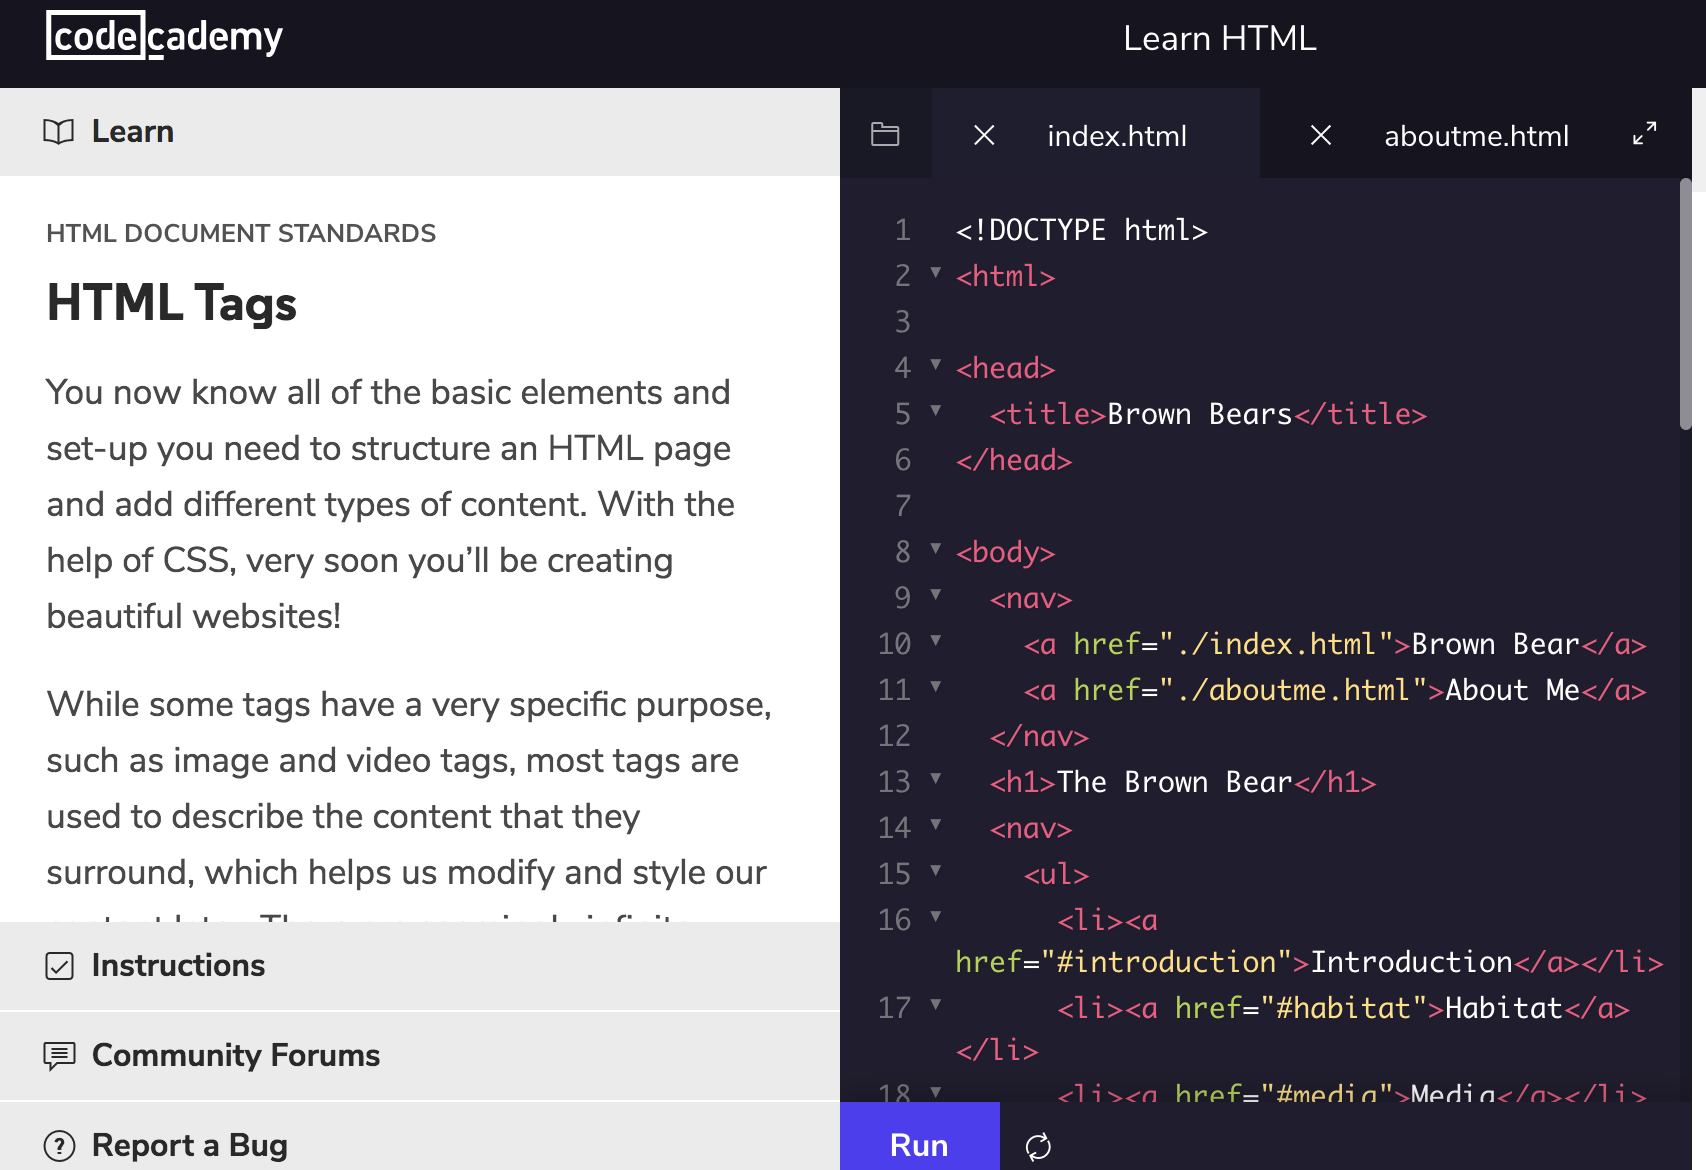 codecademy
Learn HTML
Learn
HTML DOCUMENT STANDARDS
HTML Tags
You now know all of the basic elements and
set-up you need to structure an HTML page
and add different types of content. With the
help of CSS, very soon you’ll be creating
beautiful websites!
While some tags have a very specific purpose,
such as image and video tags, most tags are
used to describe the content that they
surround, which helps us modify and style our
Instructions
Community Forums
? Report a Bug
index.html
aboutme.html
1 <!DOCTYPE html>
2 <html>
3
4 <head>
5 <title>Brown Bears</title>
6 </head>
7
8 <body>
9 <nav>
10 <a href="./index.html">Brown Bear</a>
11 <a href="./aboutme.html">About Me</a>
12 </nav>
13 <h1>The Brown Bear</h1>
14 <nav>
15 <ul>
16 <li><a
href="#introduction">Introduction</a></li>
17 <li><a href="#habitat">Habitat</a>
</li>
18 <li><a href="#media">Media</a></li>
Run